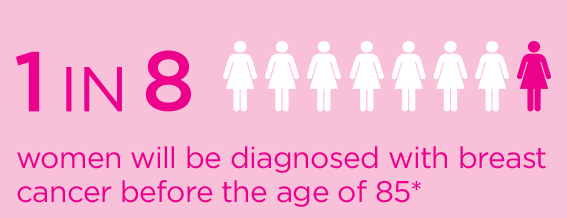 1 IN 8
women will be diagnosed with breast
cancer before the age of 85*